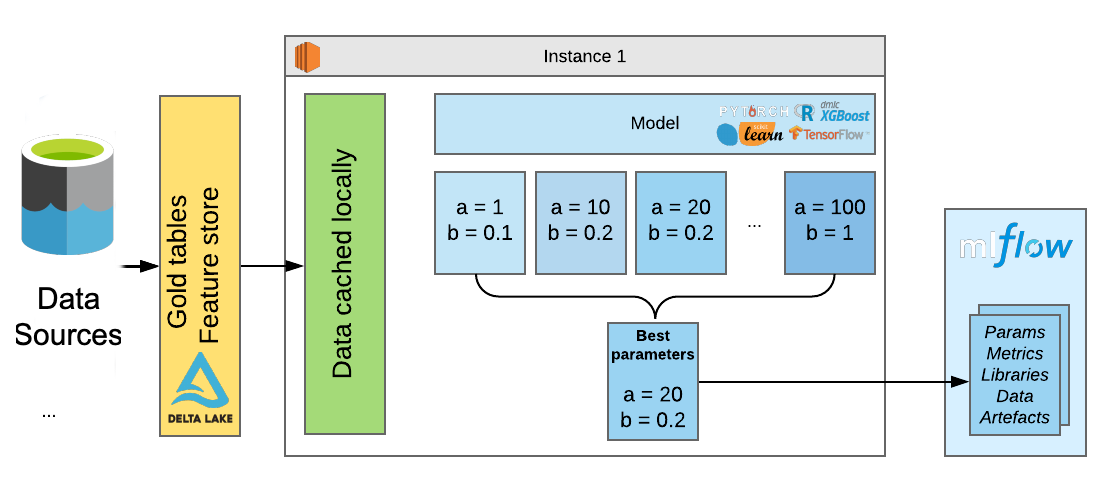 Data
Sources
...
Gold tables
Feature store
DELTA LAKE
Instance 1
Data cached locally
Model
PYTORCH
R
dmlc
XGBoost
learn
TensorFlow
a = 1
b = 0.1
a = 10
b = 0.2
a = 20
b = 0.2
...
a = 100
b = 1
Best
parameters
a = 20
b = 0.2
mlflow
Params
Metrics
Libraries
Data
Artefacts